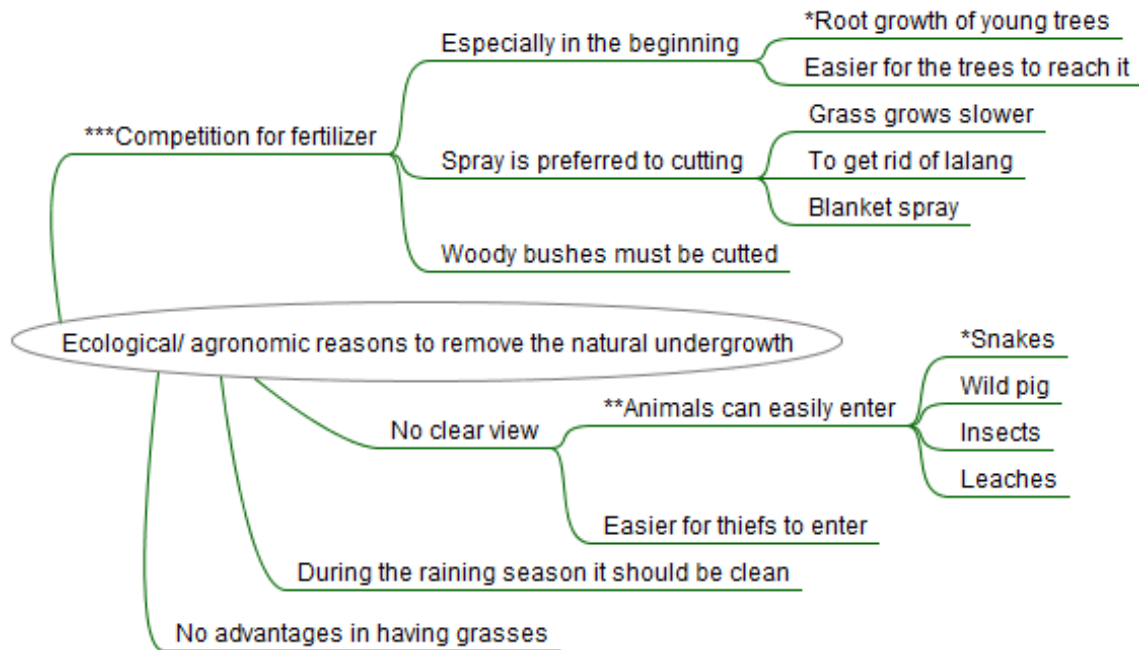 *Root growth of young trees
Especially in the beginning
Easier for the trees to reach it
Grass grows slower
***Competition for fertilizer
Spray is preferred to cutting
To get rid of lalang
Blanket spray
Woody bushes must be cutted
Ecological/ agronomic reasons to remove the natural undergrowth
*Snakes
Wild pig
**Animals can easily enter
No clear view
Insects
Leaches
Easier for thiefs to enter
During the raining season it should be clean
No advantages in having grasses